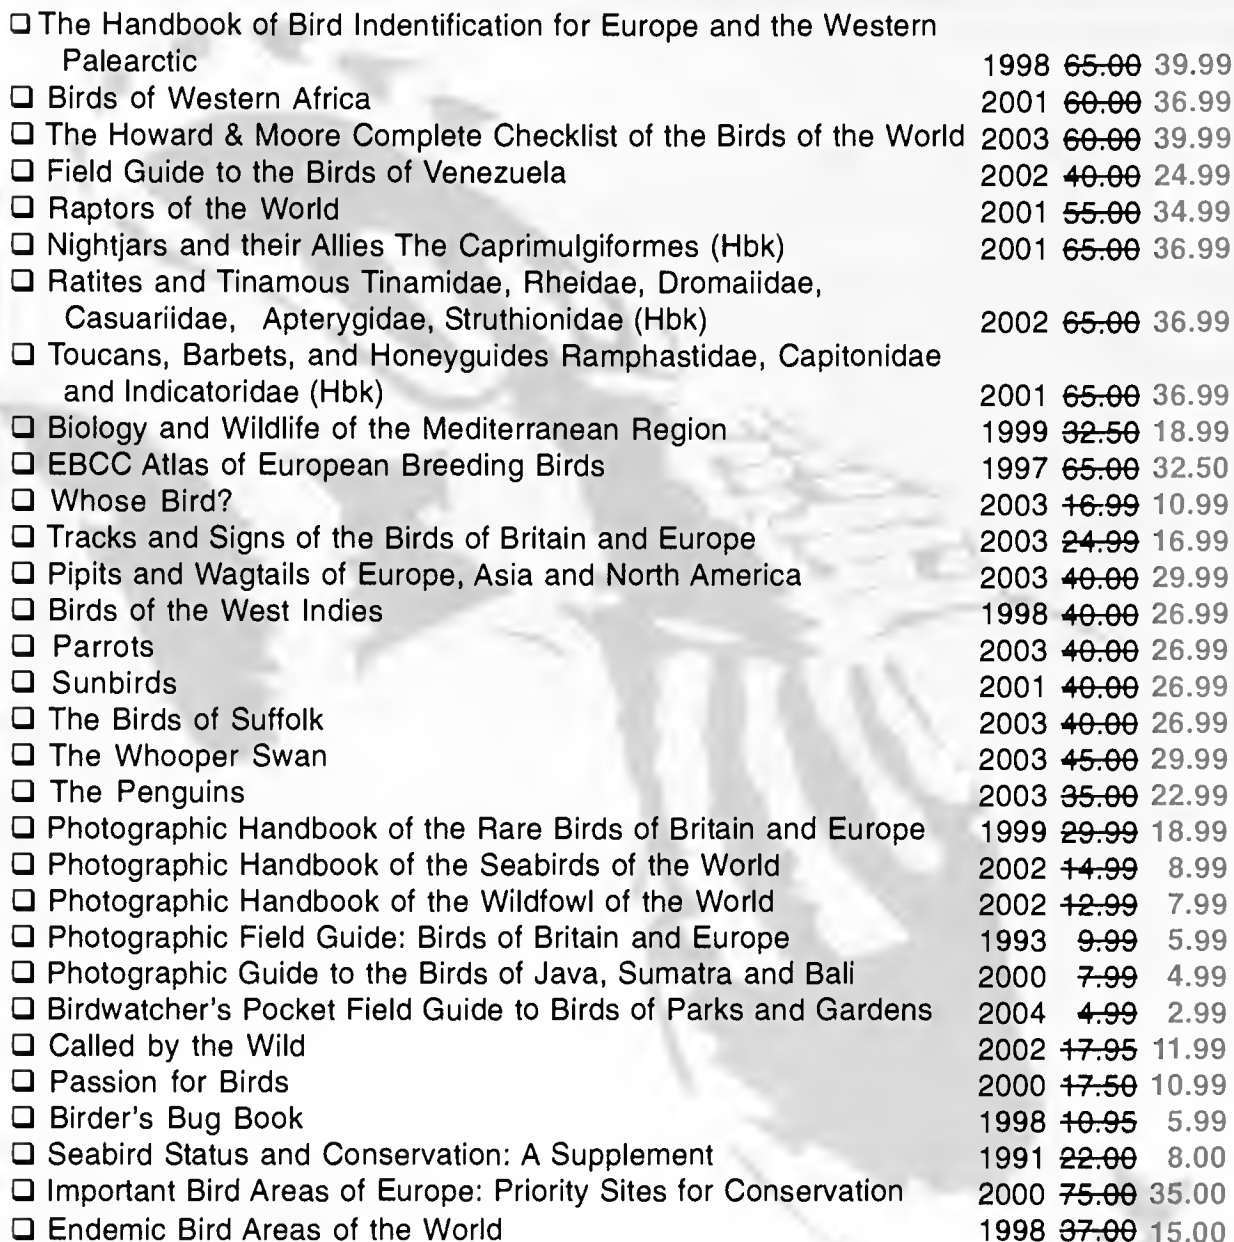 ❑ The Handbook of Bird Indentification for Europe and the Western
Palearctic 1998 65.00 39.99
❑ Birds of Western Africa 2001 60.00 36.99
❑ The Howard & Moore Complete Checklist of the Birds of the World 2003 60.00 39.99
❑ Field Guide to the Birds of Venezuela 2002 40.00 24.99
❑ Raptors of the World 2001 55.00 34.99
❑ Nightjars and their Allies The Caprimulgiformes (Hbk) 2001 65.00 36.99
❑ Ratites and Tinamous Tinamidae, Rheidae, Dromaiidae,
Casuariidae, Apterygidae, Struthionidae (Hbk) 2002 65.00 36.99
❑ Toucans, Barbets, and Honeyguides Ramphastidae, Capitonidae
and Indicatoridae (Hbk) 2001 65.00 36.99
❑ Biology and Wildlife of the Mediterranean Region 1999 32.50 18.99
❑ EBCC Atlas of European Breeding Birds 1997 65.00 32.50
❑ Whose Bird? 2003 16.99 10.99
❑ Tracks and Signs of the Birds of Britain and Europe 2003 24.99 16.99
❑ Pipits and Wagtails of Europe, Asia and North America 2003 40.00 29.99
❑ Birds of the West Indies 1998 40.00 26.99
❑ Parrots 2003 40.00 26.99
❑ Sunbirds 2001 40.00 26.99
❑ The Birds of Suffolk 2003 40.00 26.99
❑ The Whooper Swan 2003 45.00 29.99
❑ The Penguins 2003 35.00 22.99
❑ Photographic Handbook of the Rare Birds of Britain and Europe 1999 29.99 18.99
❑ Photographic Handbook of the Seabirds of the World 2002 14.99 8.99
❑ Photographic Handbook of the Wildfowl of the World 2002 12.99 7.99
❑ Photographic Field Guide: Birds of Britain and Europe 1993 9.99 5.99
❑ Photographic Guide to the Birds of Java, Sumatra and Bali 2000 7.99 4.99
❑ Birdwatcher's Pocket Field Guide to Birds of Parks and Gardens 2004 4.99 2.99
❑ Called by the Wild 2002 17.95 11.99
❑ Passion for Birds 2000 17.50 10.99
❑ Birder's Bug Book 1998 10.95 5.99
❑ Seabird Status and Conservation: A Supplement 1991 22.00 8.00
❑ Important Bird Areas of Europe: Priority Sites for Conservation 2000 75.00 35.00
❑ Endemic Bird Areas of the World 1998 37.00 15.00